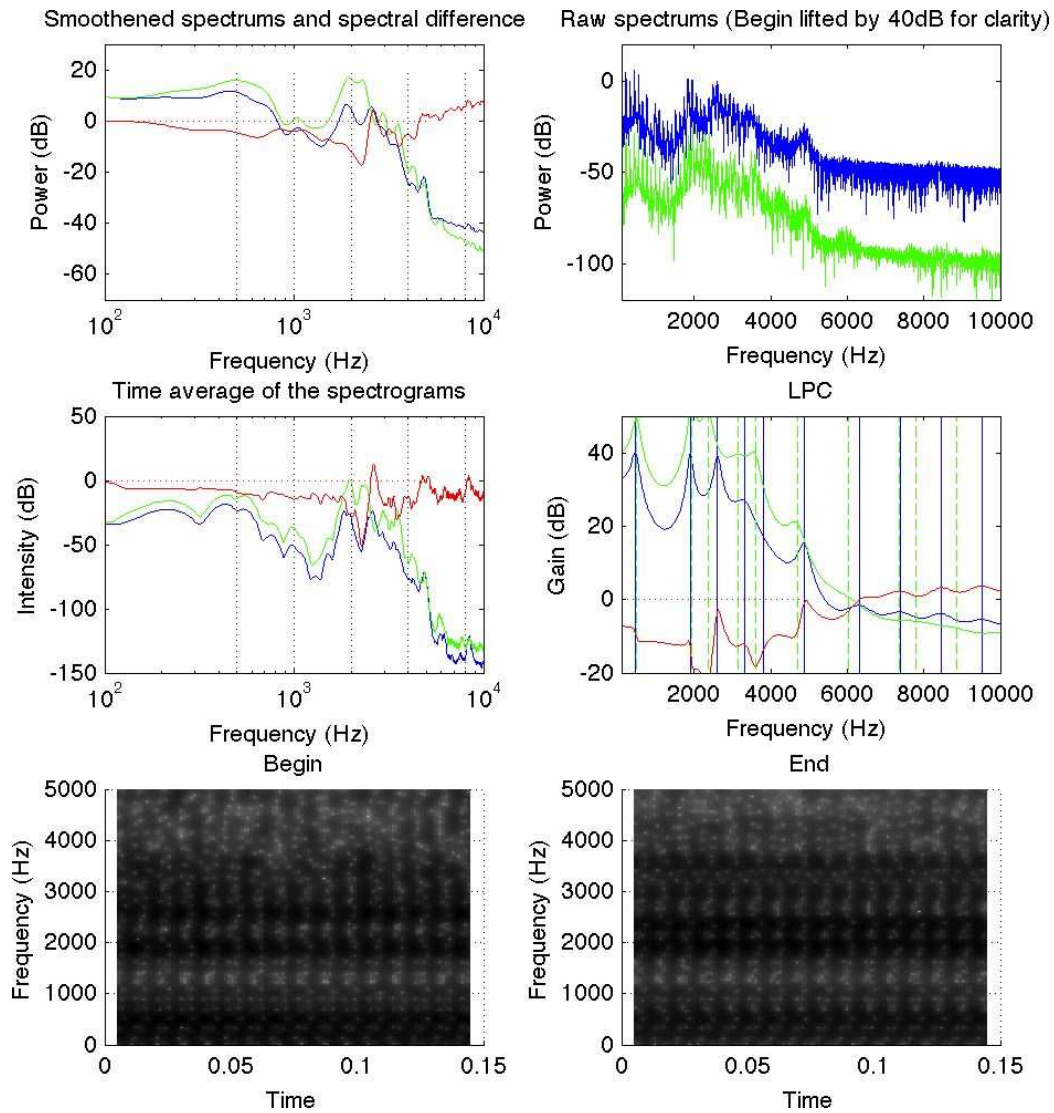 Smoothened spectrums and spectral difference
20
0
-20
-40
-60
Power (dB)
10^2
10^3
10^4
Frequency (Hz)
Raw spectrums (Begin lifted by 40dB for clarity)
0
-50
-100
Power (dB)
2000 4000 6000 8000 10000
Frequency (Hz)
Time average of the spectrograms
50
0
-50
-100
-150
Intensity (dB)
10^2
10^3
10^4
Frequency (Hz)
LPC
40
20
0
-20
Gain (dB)
2000 4000 6000 8000 10000
Frequency (Hz)
Begin
5000
4000
3000
2000
1000
0
Frequency (Hz)
0 0.05 0.1 0.15
Time
End
5000
4000
3000
2000
1000
0
Frequency (Hz)
0 0.05 0.1 0.15
Time